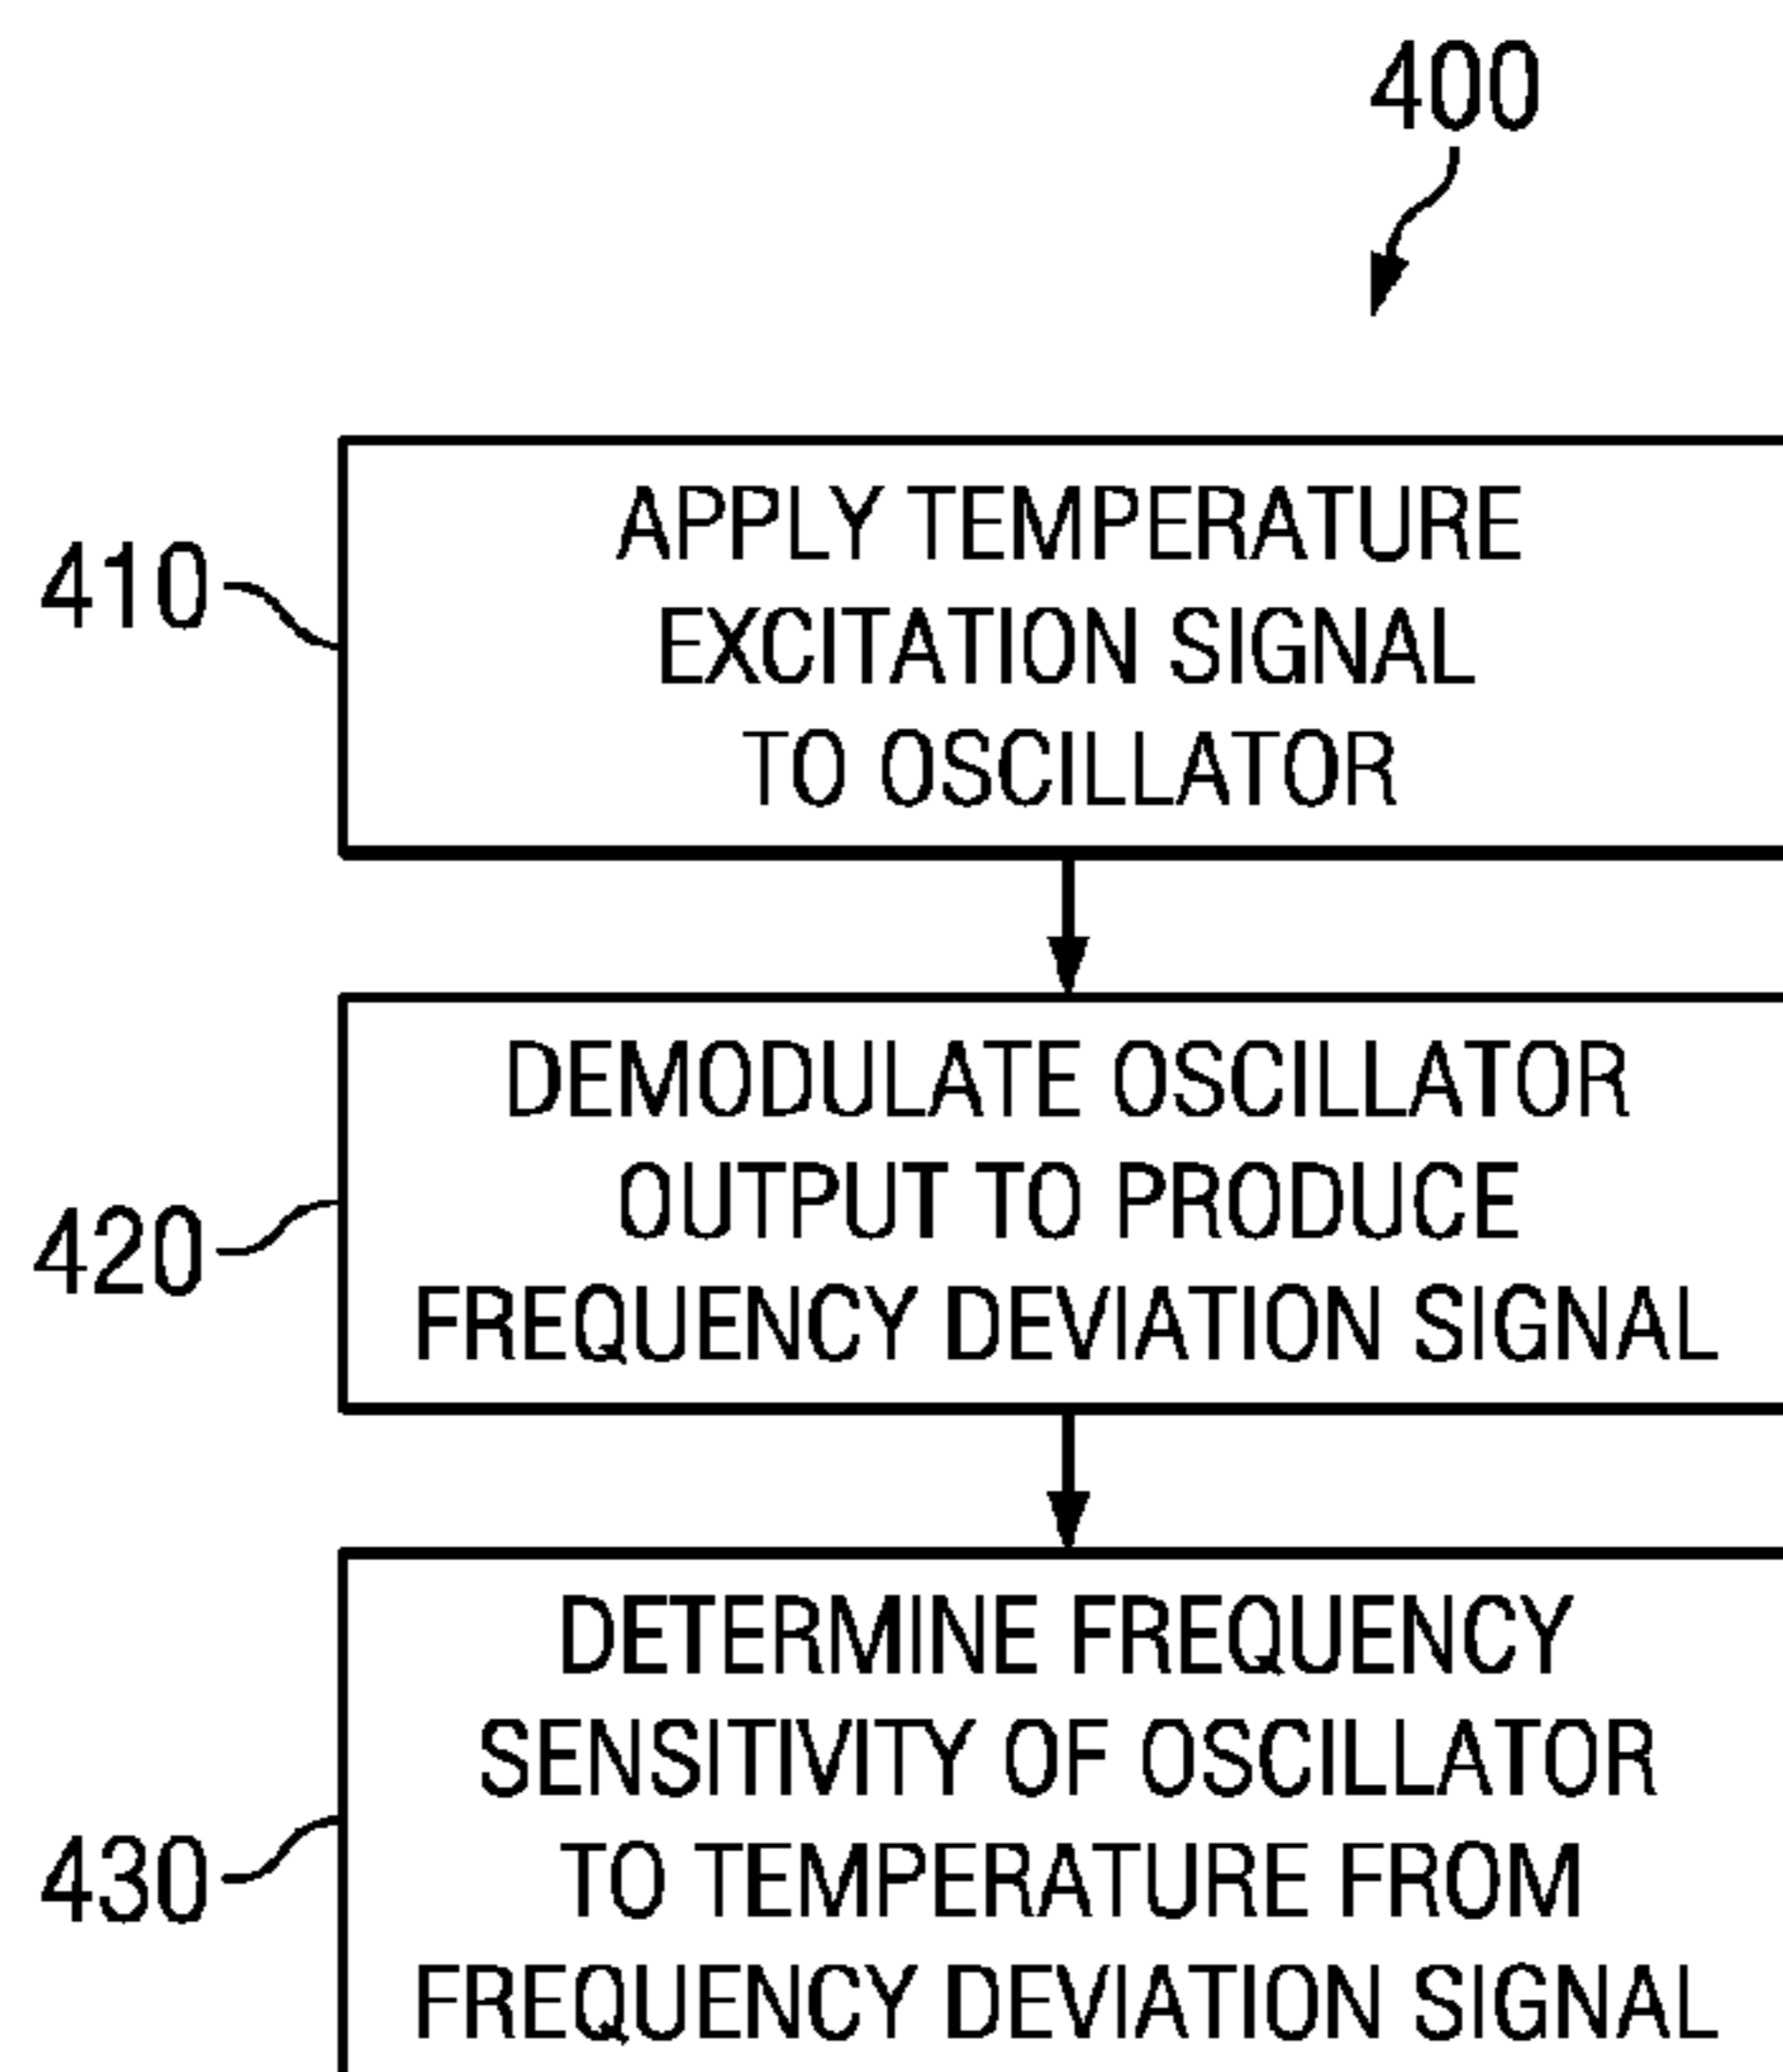 400
410
APPLY TEMPERATURE
EXCITATION SIGNAL
TO OSCILLATOR
420
DEMODULATE OSCILLATOR
OUTPUT TO PRODUCE
FREQUENCY DEVIATION SIGNAL
430
DETERMINE FREQUENCY
SENSITIVITY OF OSCILLATOR
TO TEMPERATURE FROM
FREQUENCY DEVIATION SIGNAL